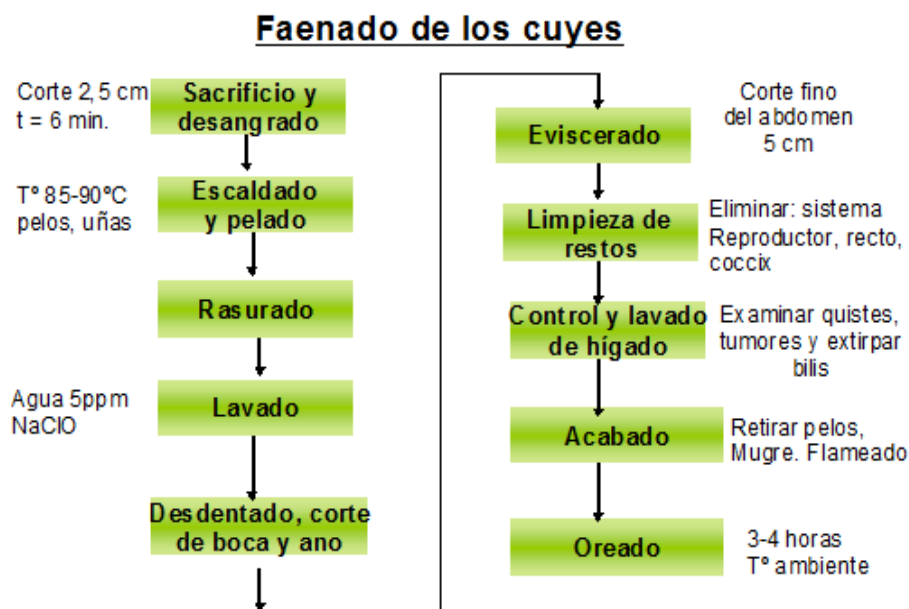 Faenado de los cuyes
Corte 2,5 cm
t = 6 min.
Sacrificio y
desangrado
Tº 85-90ºC
pelos, uñas
Escaldado
y pelado
Rasurado
Agua 5ppm
NaClO
Lavado
Desdentado, corte
de boca y ano
Eviscerado
Corte fino
del abdomen
5 cm
Limpieza de
restos
Eliminar: sistema
Reproductor, recto,
coccix
Control y lavado
de hígado
Examinar quistes,
tumores y extirpar
bilis
Acabado
Retirar pelos,
Mugre. Flameado
Oreado
3-4 horas
Tº ambiente